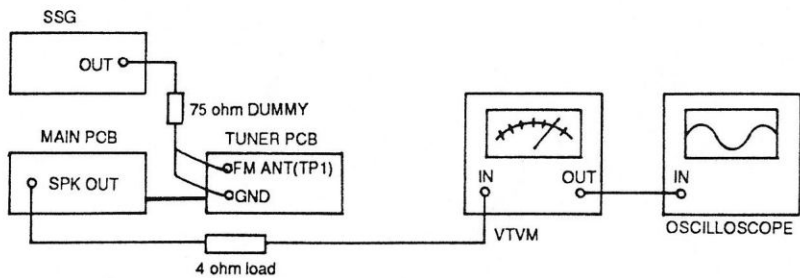 SSG
OUT
75 ohm DUMMY
MAIN PCB
TUNER PCB
SPK OUT
FM ANT(TP1)
GND
4 ohm load
IN
OUT
VTVM
IN
OSCILLOSCOPE